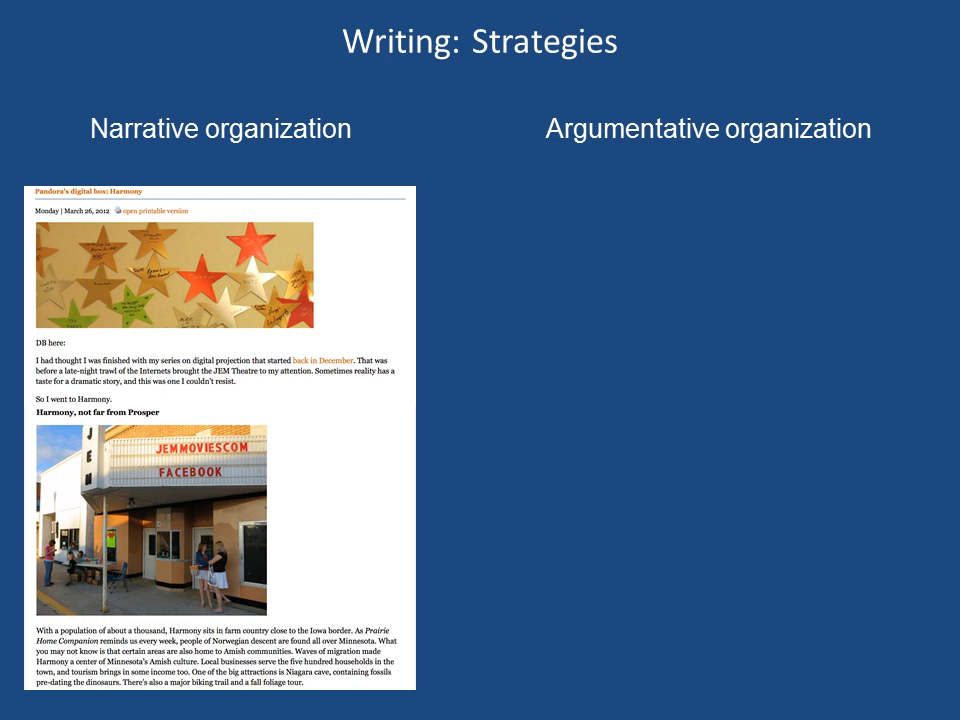 Writing: Strategies
Narrative organization
Argumentative organization
Pandora's digital box: Harmony
Monday | March 26, 2012 open printable version
DB here:
I had thought I was finished with my series on digital projection that started back in December. That was
before a late-night trawl of the Internets brought the JEM Theatre to my attention. Sometimes reality has a
taste for a dramatic story, and this was one I couldn't resist.
So I went to Harmony.
Harmony, not far from Prosper
JEM
JEMMOVIESCOM
FACEBOOK
With a population of about a thousand, Harmony sits in farm country close to the Iowa border. As Prairie
Home Companion reminds us every week, people of Norwegian descent are found all over Minnesota. What
you may not know is that certain areas are also home to Amish communities. Waves of migration made
Harmony a center of Minnesota's Amish culture. Local businesses serve the five hundred households in the
town, and tourism brings in some income too. One of the big attractions is Niagara cave, containing fossils
pre-dating the dinosaurs. There's also a major biking trail and a fall foliage tour.